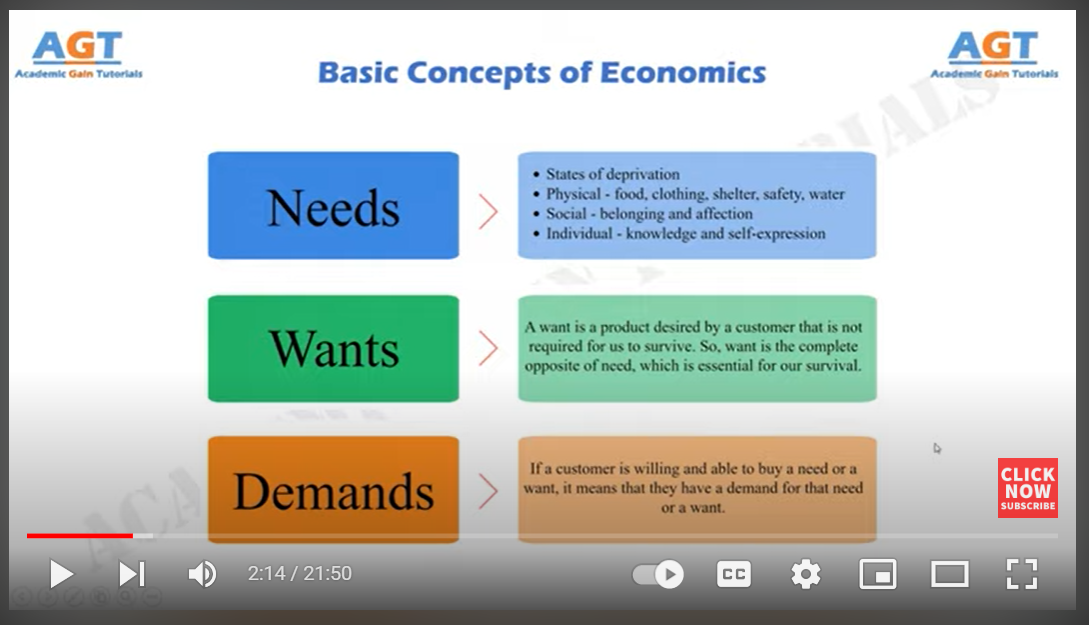 AGT
Academic Gain Tutorials
AGT
Academic Gain Tutorials
Basic Concepts of Economics
Needs
• States of deprivation
• Physical - food, clothing, shelter, safety, water
• Social - belonging and affection
• Individual - knowledge and self-expression
Wants
A want is a product desired by a customer that is not
required for us to survive. So, want is the complete
opposite of need, which is essential for our survival.
Demands
If a customer is willing and able to buy a need or a
want, it means that they have a demand for that need
or a want.
CLICK
NOW
SUBSCRIBE
2:14 / 21:50
CC